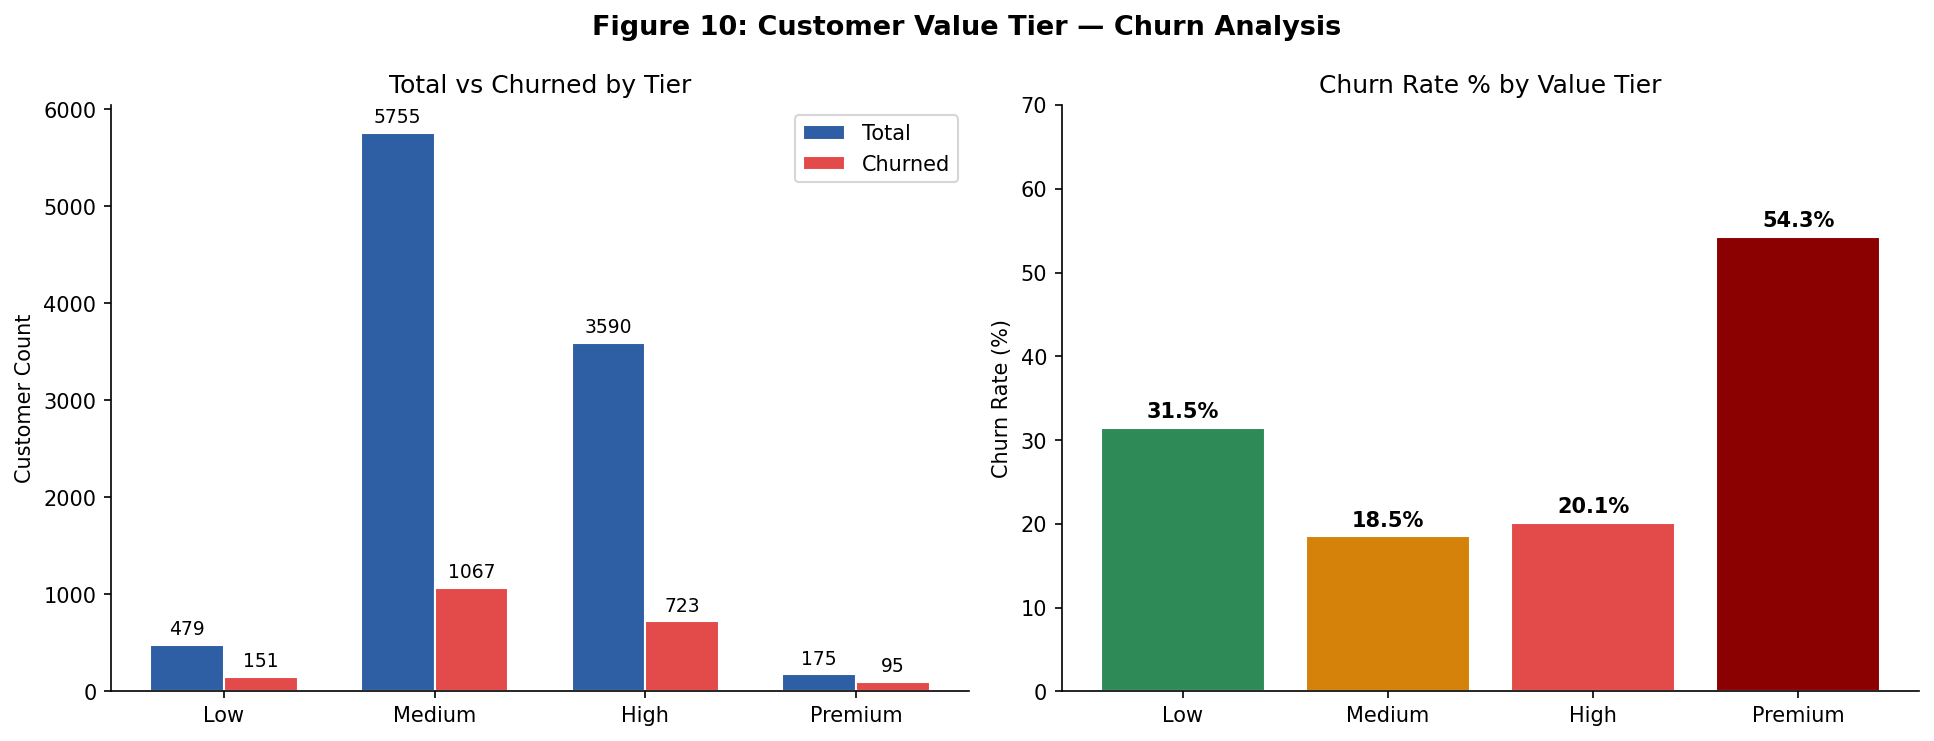 Figure 10: Customer Value Tier — Churn Analysis
Total vs Churned by Tier
Customer Count
6000
5000
4000
3000
2000
1000
0
5755
3590
1067
723
479
151
175
95
Low
Medium
High
Premium
Total
Churned
Churn Rate % by Value Tier
Churn Rate (%)
70
60
50
40
30
20
10
0
31.5%
18.5%
20.1%
54.3%
Low
Medium
High
Premium